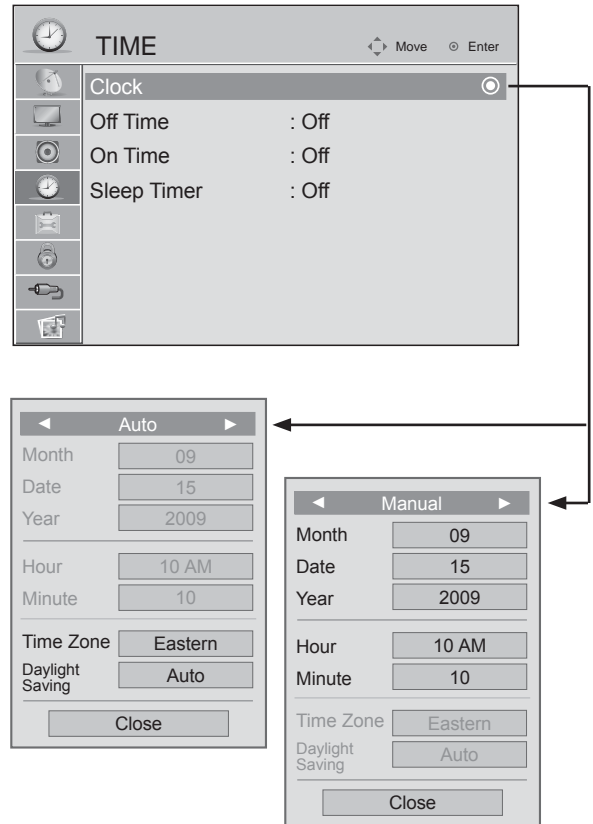 TIME
Move Enter
Clock
Off Time : Off
On Time : Off
Sleep Timer : Off
◄ Auto ►
Month 09
Date 15
Year 2009
Hour 10 AM
Minute 10
Time Zone Eastern
Daylight
Saving Auto
Close
◄ Manual ►
Month 09
Date 15
Year 2009
Hour 10 AM
Minute 10
Time Zone Eastern
Daylight
Saving Auto
Close